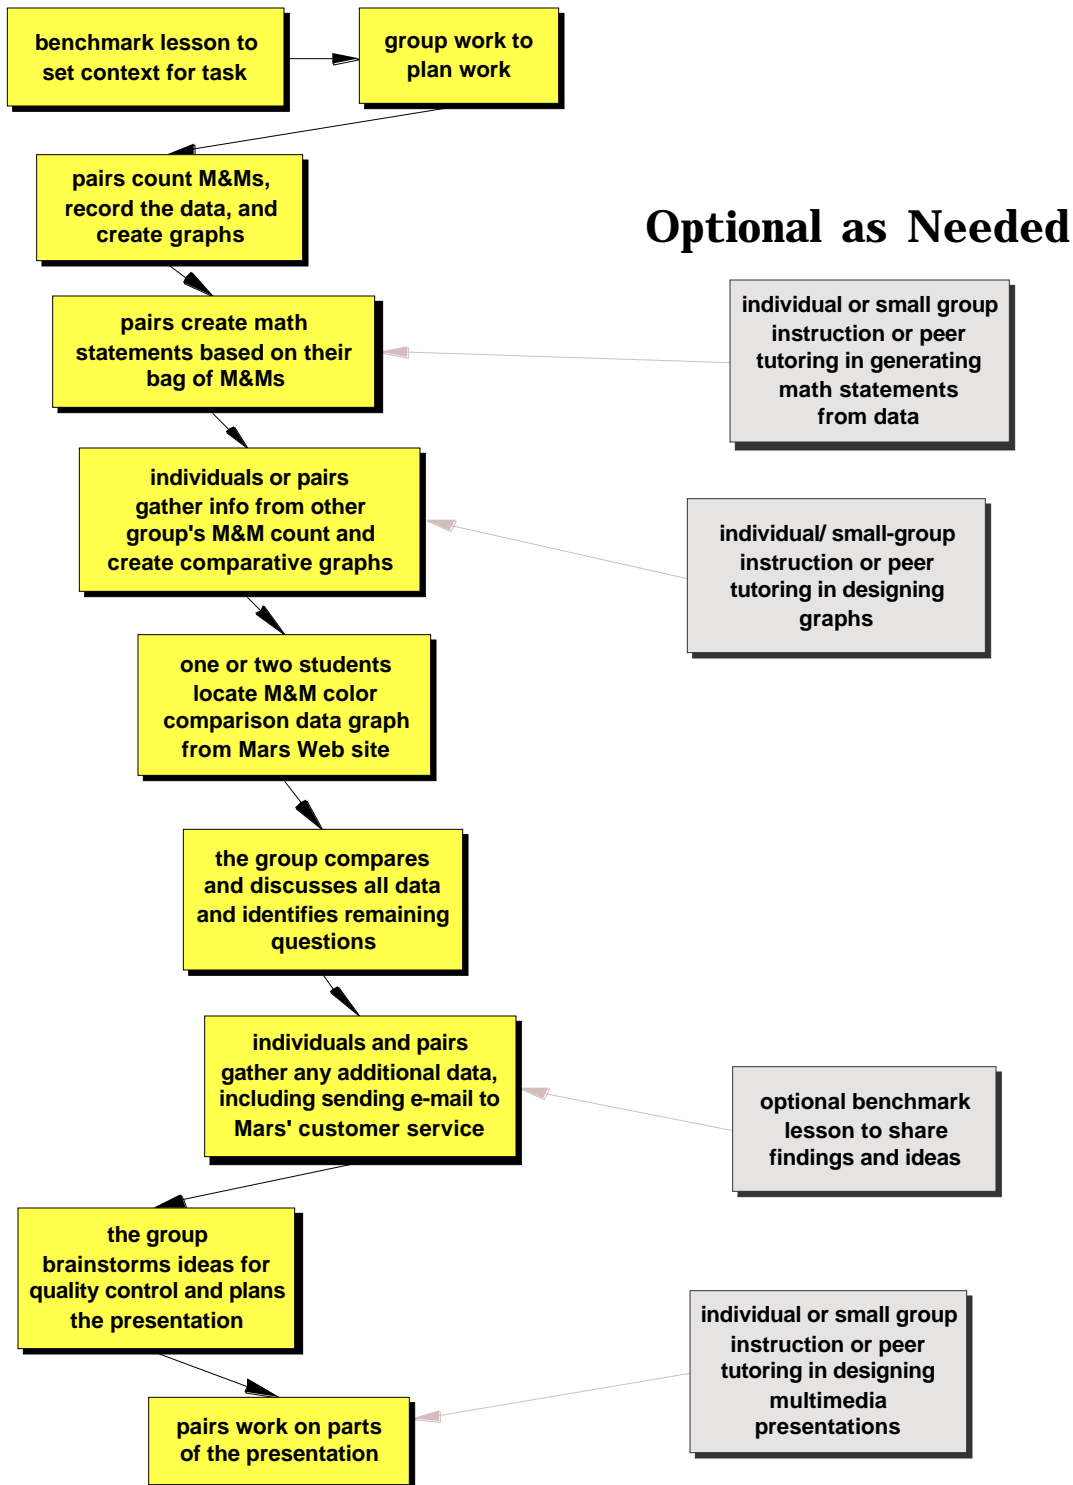 benchmark lesson to
set context for task
group work to
plan work
pairs count M&Ms,
record the data, and
create graphs
Optional as Needed
pairs create math
statements based on their
bag of M&Ms
individual or small group
instruction or peer
tutoring in generating
math statements
from data
individuals or pairs
gather info from other
group's M&M count and
create comparative graphs
individual/ small-group
instruction or peer
tutoring in designing
graphs
one or two students
locate M&M color
comparison data graph
from Mars Web site
the group compares
and discusses all data
and identifies remaining
questions
individuals and pairs
gather any additional data,
including sending e-mail to
Mars' customer service
optional benchmark
lesson to share
findings and ideas
the group
brainstorms ideas for
quality control and plans
the presentation
individual or small group
instruction or peer
tutoring in designing
multimedia
presentations
pairs work on parts
of the presentation